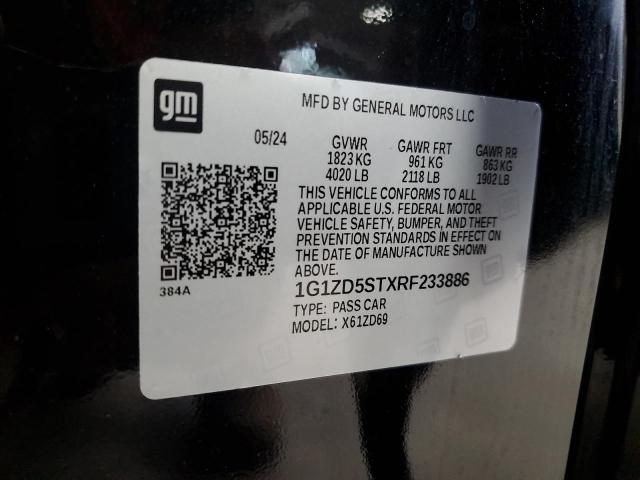 gm
MFD BY GENERAL MOTORS LLC
05/24 GVWR GAWR FRT GAWR RR
1823 KG 961 KG 863 KG
4020 LB 2118 LB 1902 LB
THIS VEHICLE CONFORMS TO ALL
APPLICABLE U.S. FEDERAL MOTOR
VEHICLE SAFETY, BUMPER, AND THEFT
PREVENTION STANDARDS IN EFFECT ON
THE DATE OF MANUFACTURE SHOWN
ABOVE.
384A
1G1ZD5STXRF233886
TYPE: PASS CAR
MODEL: X61ZD69